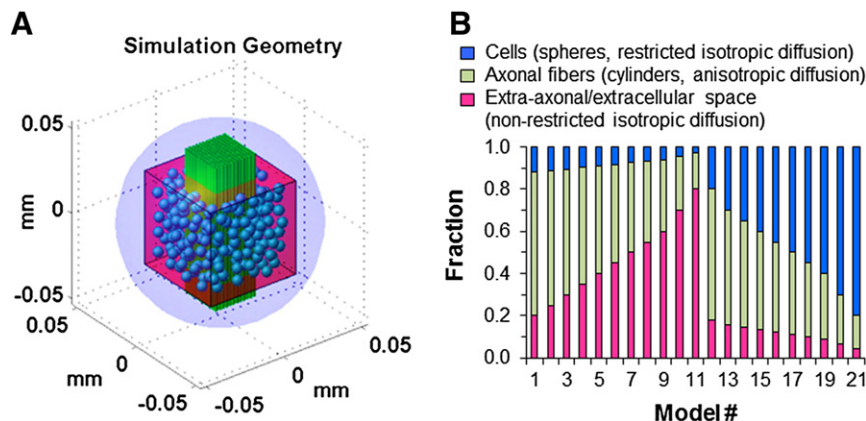 A
Simulation Geometry
0.05
0
-0.05
mm
0.05
0
-0.05
mm
-0.05
0
0.05
mm
B
Cells (spheres, restricted isotropic diffusion)
Axonal fibers (cylinders, anisotropic diffusion)
Extra-axonal/extracellular space
(non-restricted isotropic diffusion)
Fraction
1.0
0.8
0.6
0.4
0.2
0.0
1 3 5 7 9 11 13 15 17 19 21
Model #